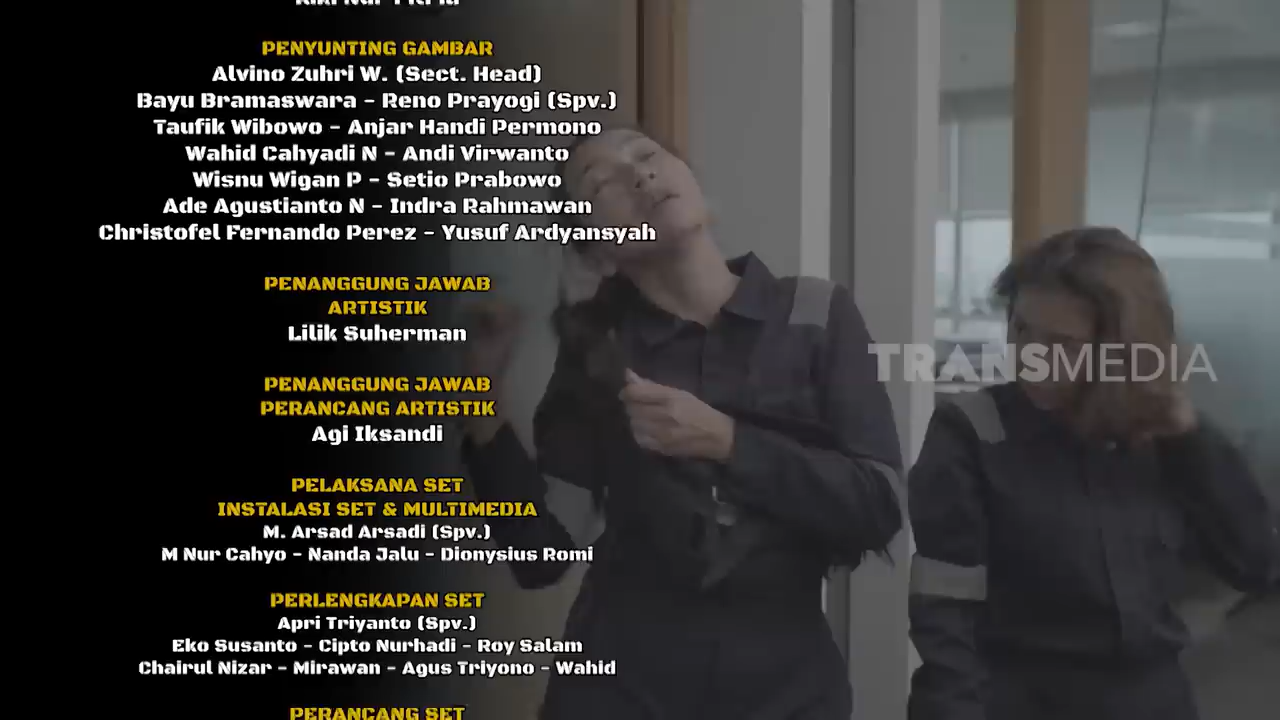 PENYUNTING GAMBAR
Alvino Zuhri W. (Sect. Head)
Bayu Bramaswara - Reno Prayogi (Spv.)
Taufik Wibowo - Anjar Handi Permono
Wahid Cahyadi N - Andi Virwanto
Wisnu Wigan P - Setio Prabowo
Ade Agustianto N - Indra Rahmawan
Christofel Fernando Perez - Yusuf Ardyansyah
PENANGGUNG JAWAB
ARTISTIK
Lilik Suherman
PENANGGUNG JAWAB
PERANCANG ARTISTIK
Agi Iksandi
PELAKSANA SET
INSTALASI SET & MULTIMEDIA
M. Arsad Arsadi (Spv.)
M Nur Cahyo - Nanda Jalu - Dionysius Romi
PERLENGKAPAN SET
Apri Triyanto (Spv.)
Eko Susanto - Cipto Nurhadi - Roy Salam
Chairul Nizar - Mirawan - Agus Triyono - Wahid
PERANCANG SET
TRANSMEDIA